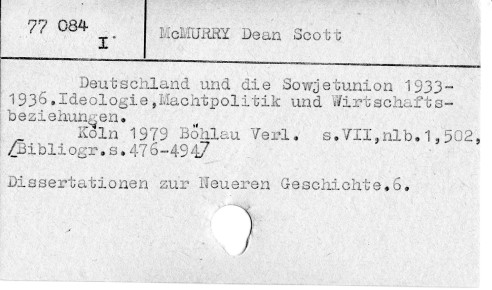 77 084
I
McMURRY Dean Scott
Deutschland und die Sowjetunion 1933-
1936.Ideologie,Machtpolitik und Wirtschafts-
beziehungen.
Köln 1979 Böhlau Verl. s.VII,nlb.1,502,
/Bibliogr.s.476-494/
Dissertationen zur Neueren Geschichte.6.